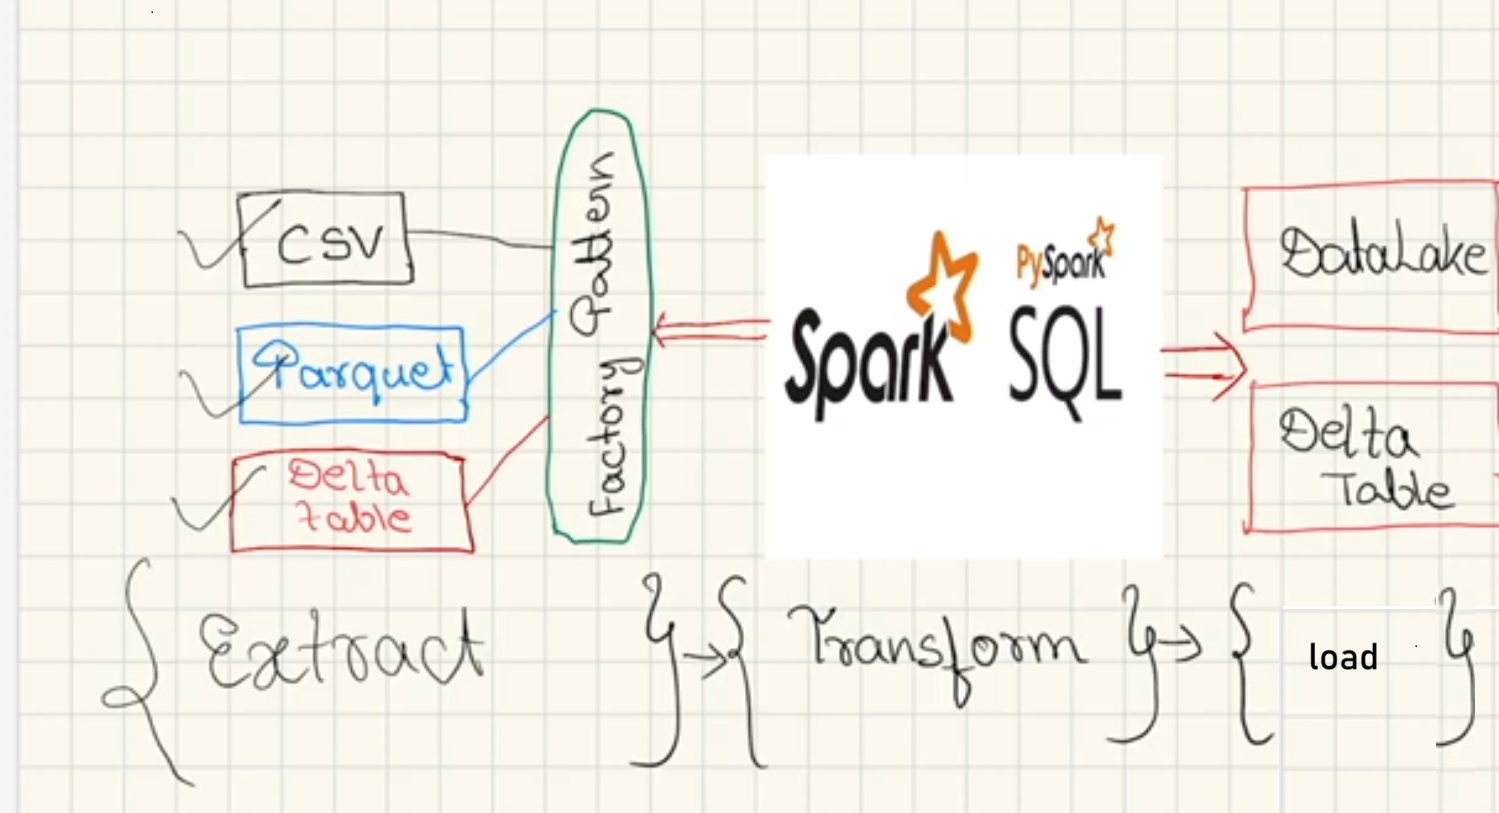 CSV
Parquet
Delta
table
Factory Pattern
Spark
PySpark
SQL
DataLake
Delta
Table
{ Extract } → { Transform } → { load }